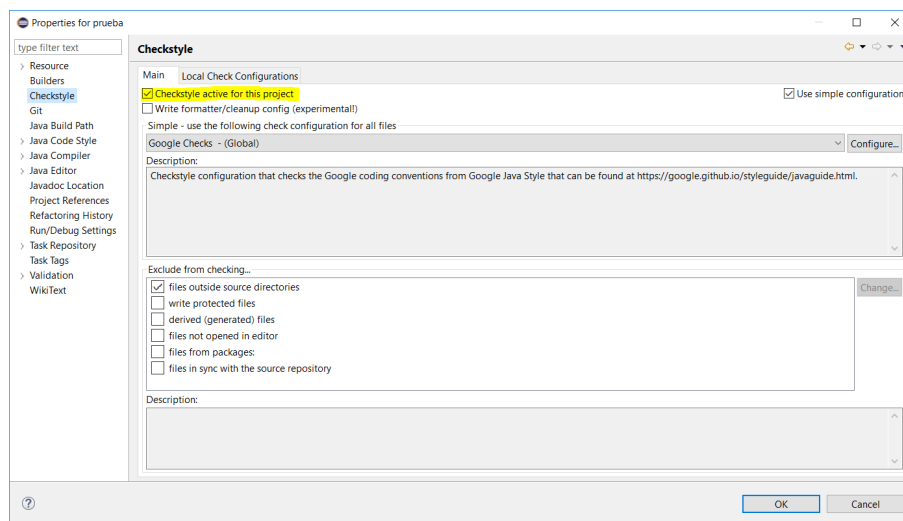 Properties for prueba
type filter text
Resource
Builders
Checkstyle
Git
Java Build Path
Java Code Style
Java Compiler
Java Editor
Javadoc Location
Project References
Refactoring History
Run/Debug Settings
Task Repository
Task Tags
Validation
WikiText
Checkstyle
Main Local Check Configurations
Checkstyle active for this project Use simple configuration
Write formatter/cleanup config (experimental!)
Simple - use the following check configuration for all files
Google Checks - (Global) Configure...
Description:
Checkstyle configuration that checks the Google coding conventions from Google Java Style that can be found at https://google.github.io/styleguide/javaguide.html.
Exclude from checking...
files outside source directories Change...
write protected files
derived (generated) files
files not opened in editor
files from packages:
files in sync with the source repository
Description:
OK Cancel